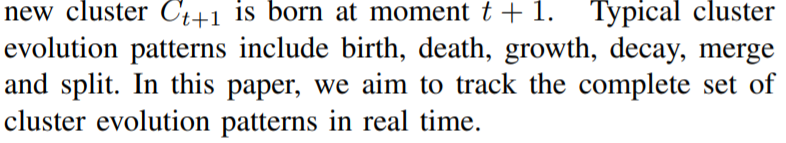 new cluster C_{t+1} is born at moment t + 1. Typical cluster
evolution patterns include birth, death, growth, decay, merge
and split. In this paper, we aim to track the complete set of
cluster evolution patterns in real time.